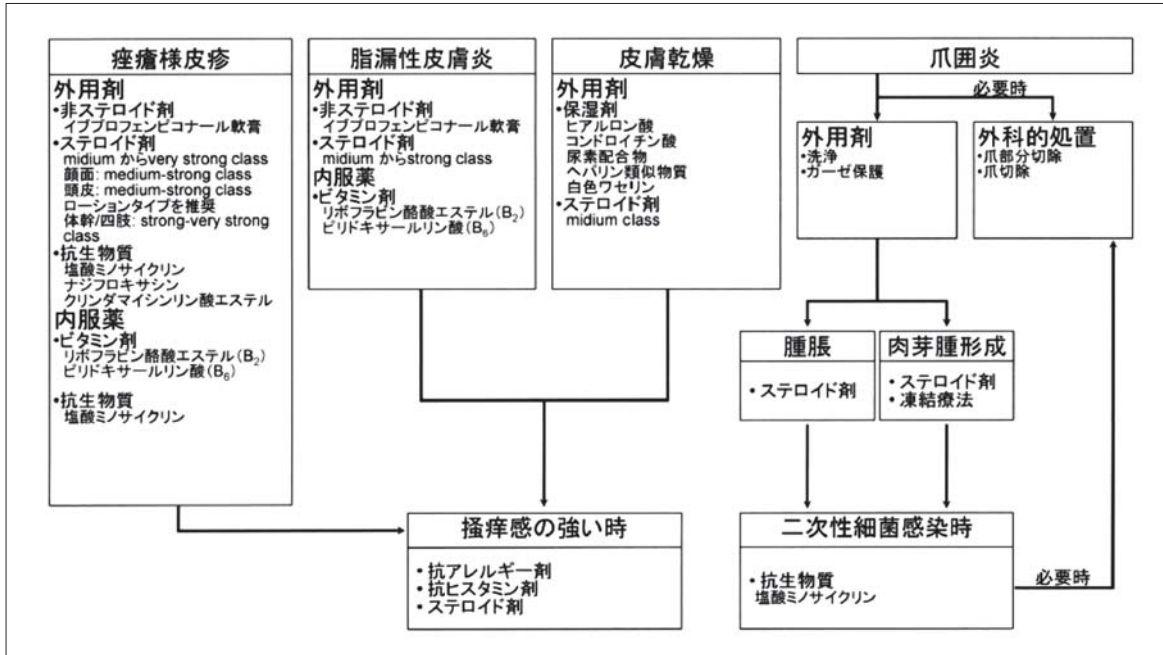 痤瘡様皮疹
外用剤
・非ステロイド剤
イブプロフェンピコナール軟膏
・ステロイド剤
midium からvery strong class
顔面: medium-strong class
頭皮: medium-strong class
ローションタイプを推奨
体幹/四肢: strong-very strong
class
・抗生物質
塩酸ミノサイクリン
ナジフロキサシン
クリンダマイシンリン酸エステル
内服薬
・ビタミン剤
リボフラビン酪酸エステル(B2)
ピリドキサールリン酸(B6)
・抗生物質
塩酸ミノサイクリン
脂漏性皮膚炎
外用剤
・非ステロイド剤
イブプロフェンピコナール軟膏
・ステロイド剤
midium からstrong class
内服薬
・ビタミン剤
リボフラビン酪酸エステル(B2)
ピリドキサールリン酸(B6)
皮膚乾燥
外用剤
・保湿剤
ヒアルロン酸
コンドロイチン酸
尿素配合物
ヘパリン類似物質
白色ワセリン
・ステロイド剤
midium class
掻痒感の強い時
・抗アレルギー剤
・抗ヒスタミン剤
・ステロイド剤
爪囲炎
必要時
外用剤
・洗浄
・ガーゼ保護
外科的処置
・爪部分切除
・爪切除
腫脹
・ステロイド剤
肉芽腫形成
・ステロイド剤
・凍結療法
二次性細菌感染時
・抗生物質
塩酸ミノサイクリン
必要時